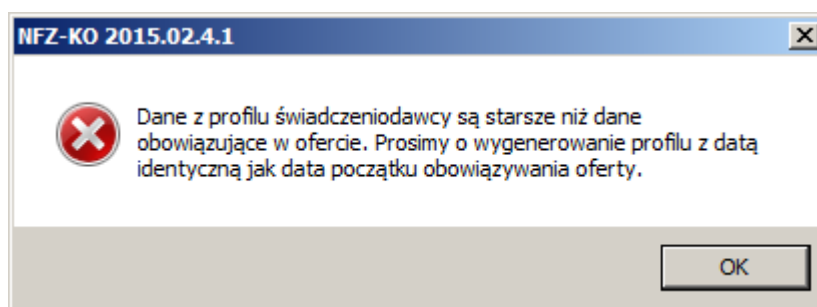 NFZ-KO 2015.02.4.1
Dane z profilu świadczeniodawcy są starsze niż dane
obowiązujące w ofercie. Prosimy o wygenerowanie profilu z datą
identyczną jak data początku obowiązywania oferty.
OK